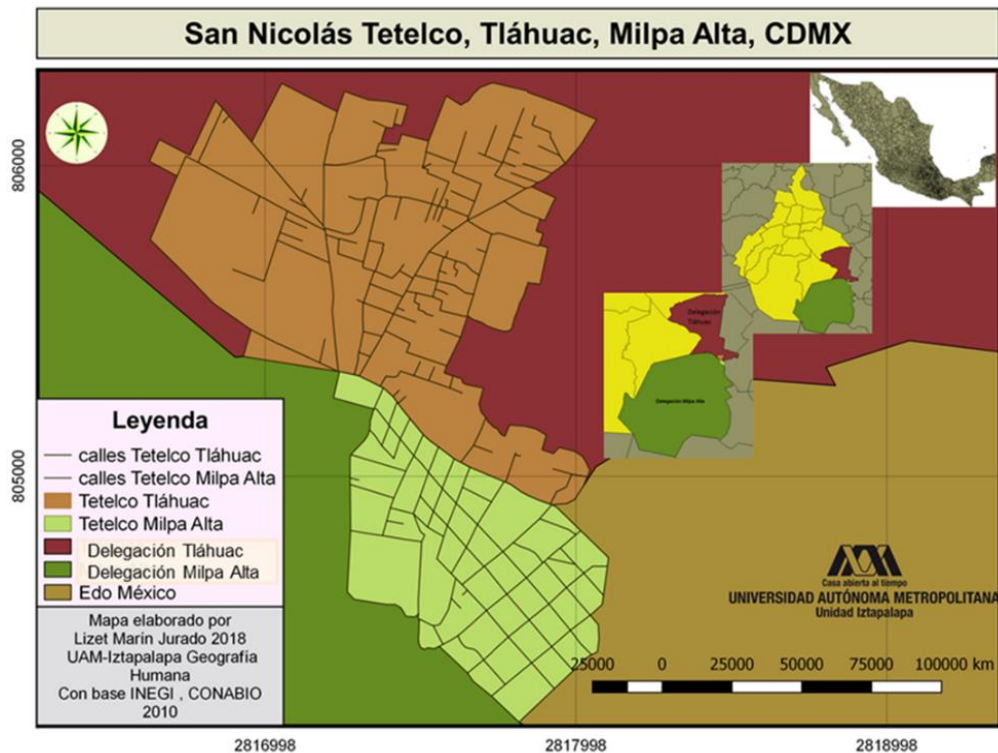 San Nicolás Tetelco, Tláhuac, Milpa Alta, CDMX
806000
805000
Delegación
Tláhuac
Delegación Milpa Alta
Leyenda
calles Tetelco Tláhuac
calles Tetelco Milpa Alta
Tetelco Tláhuac
Tetelco Milpa Alta
Delegación Tláhuac
Delegación Milpa Alta
Edo México
Mapa elaborado por
Lizet Marín Jurado 2018
UAM-Iztapalapa Geografía
Humana
Con base INEGI , CONABIO
2010
Casa abierta al tiempo
UNIVERSIDAD AUTÓNOMA METROPOLITANA
Unidad Iztapalapa
25000 0 25000 50000 75000 100000 km
2816998 2817998 2818998